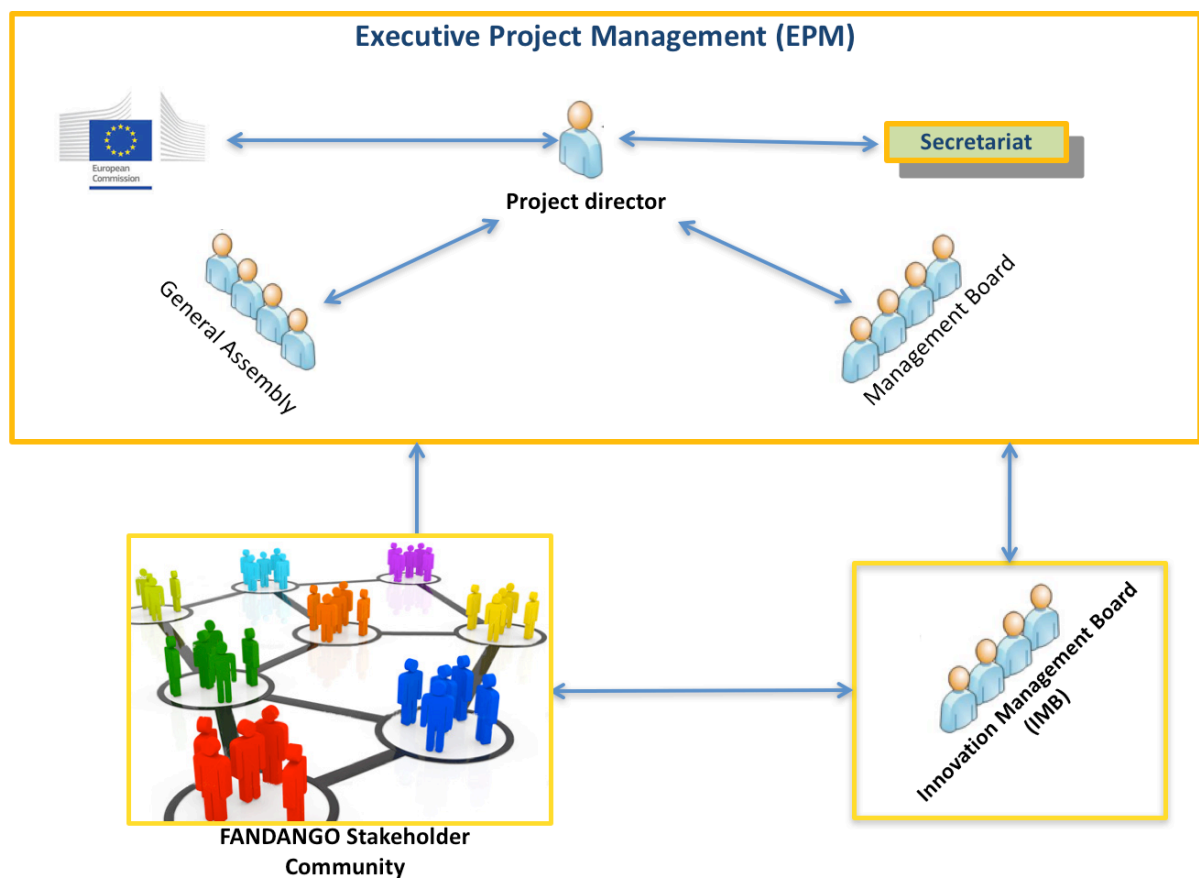 Executive Project Management (EPM)
European
Commission
Secretariat
Project director
General Assembly
Management Board
Innovation Management Board
(IMB)
FANDANGO Stakeholder
Community